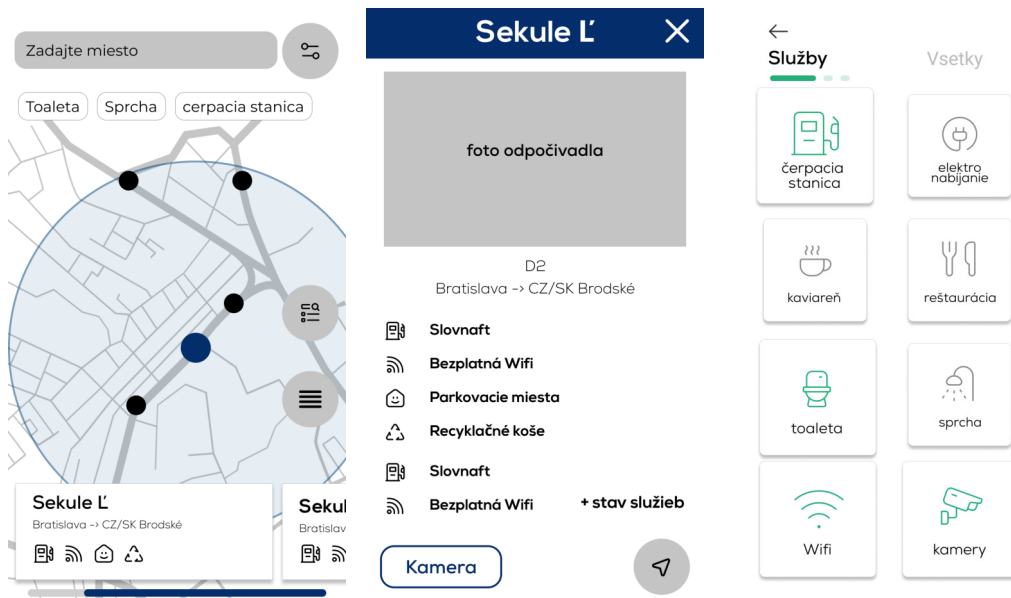 Zadajte miesto
Toaleta
Sprcha
cerpacia stanica
Sekule Ľ
Bratislava -> CZ/SK Brodské
Sekul
Bratislav
Sekule Ľ
foto odpočivadla
D2
Bratislava -> CZ/SK Brodské
Slovnaft
Bezplatná Wifi
Parkovacie miesta
Recyklačné koše
Slovnaft
Bezplatná Wifi
+ stav služieb
Kamera
Služby
Vsetky
čerpacia
stanica
elektro
nabíjanie
kaviareň
reštaurácia
toaleta
sprcha
Wifi
kamery